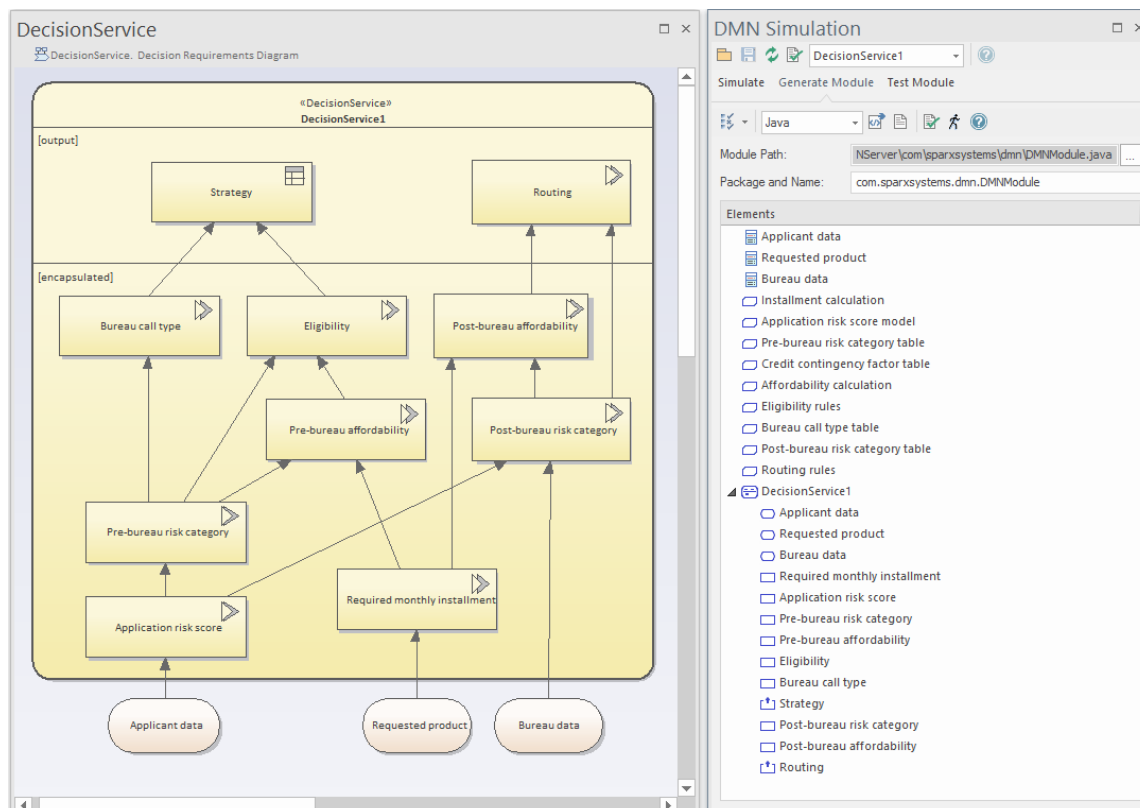 DecisionService
DecisionService. Decision Requirements Diagram
«DecisionService»
DecisionService1
[output]
Strategy
Routing
[encapsulated]
Bureau call type
Eligibility
Post-bureau affordability
Pre-bureau affordability
Post-bureau risk category
Pre-bureau risk category
Required monthly installment
Application risk score
Applicant data
Requested product
Bureau data
DMN Simulation
DecisionService1
Simulate Generate Module Test Module
Java
Module Path: NServer\com\sparxsystems\dmn\DMNModule.java ...
Package and Name: com.sparxsystems.dmn.DMNModule
Elements
Applicant data
Requested product
Bureau data
Installment calculation
Application risk score model
Pre-bureau risk category table
Credit contingency factor table
Affordability calculation
Eligibility rules
Bureau call type table
Post-bureau risk category table
Routing rules
DecisionService1
Applicant data
Requested product
Bureau data
Required monthly installment
Application risk score
Pre-bureau risk category
Pre-bureau affordability
Eligibility
Bureau call type
Strategy
Post-bureau risk category
Post-bureau affordability
Routing